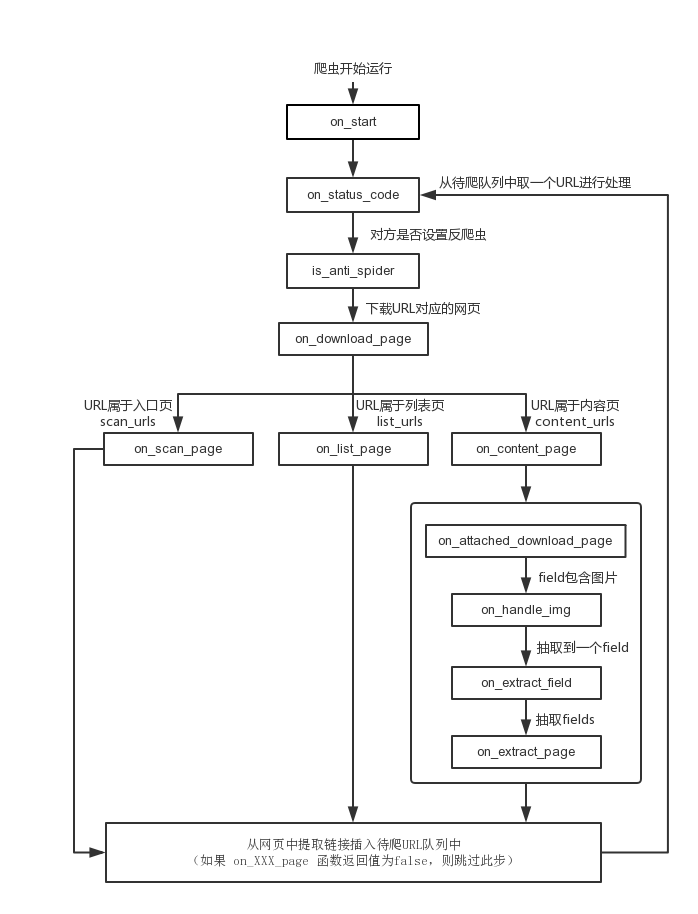 爬虫开始运行
on_start
从待爬队列中取一个URL进行处理
on_status_code
对方是否设置反爬虫
is_anti_spider
下载URL对应的网页
on_download_page
URL属于入口页
scan_urls
URL属于列表页
list_urls
URL属于内容页
content_urls
on_scan_page
on_list_page
on_content_page
on_attached_download_page
field包含图片
on_handle_img
抽取到一个field
on_extract_field
抽取fields
on_extract_page
从网页中提取链接插入待爬URL队列中
（如果 on_XXX_page 函数返回值为false，则跳过此步）